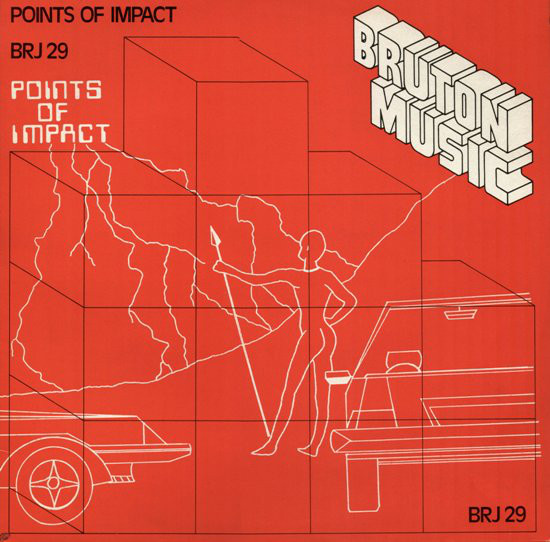 POINTS OF IMPACT
BRJ 29
POINTS
OF
IMPACT
BRUTON
MUSIC
BRJ 29